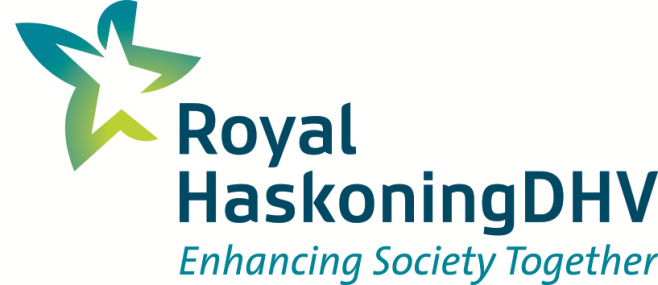 Royal
HaskoningDHV
Enhancing Society Together